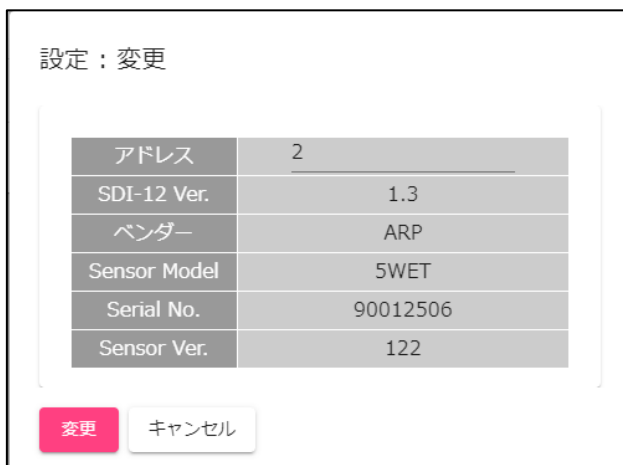 設定：変更
アドレス 2
SDI-12 Ver. 1.3
ベンダー ARP
Sensor Model 5WET
Serial No. 90012506
Sensor Ver. 122
変更 キャンセル